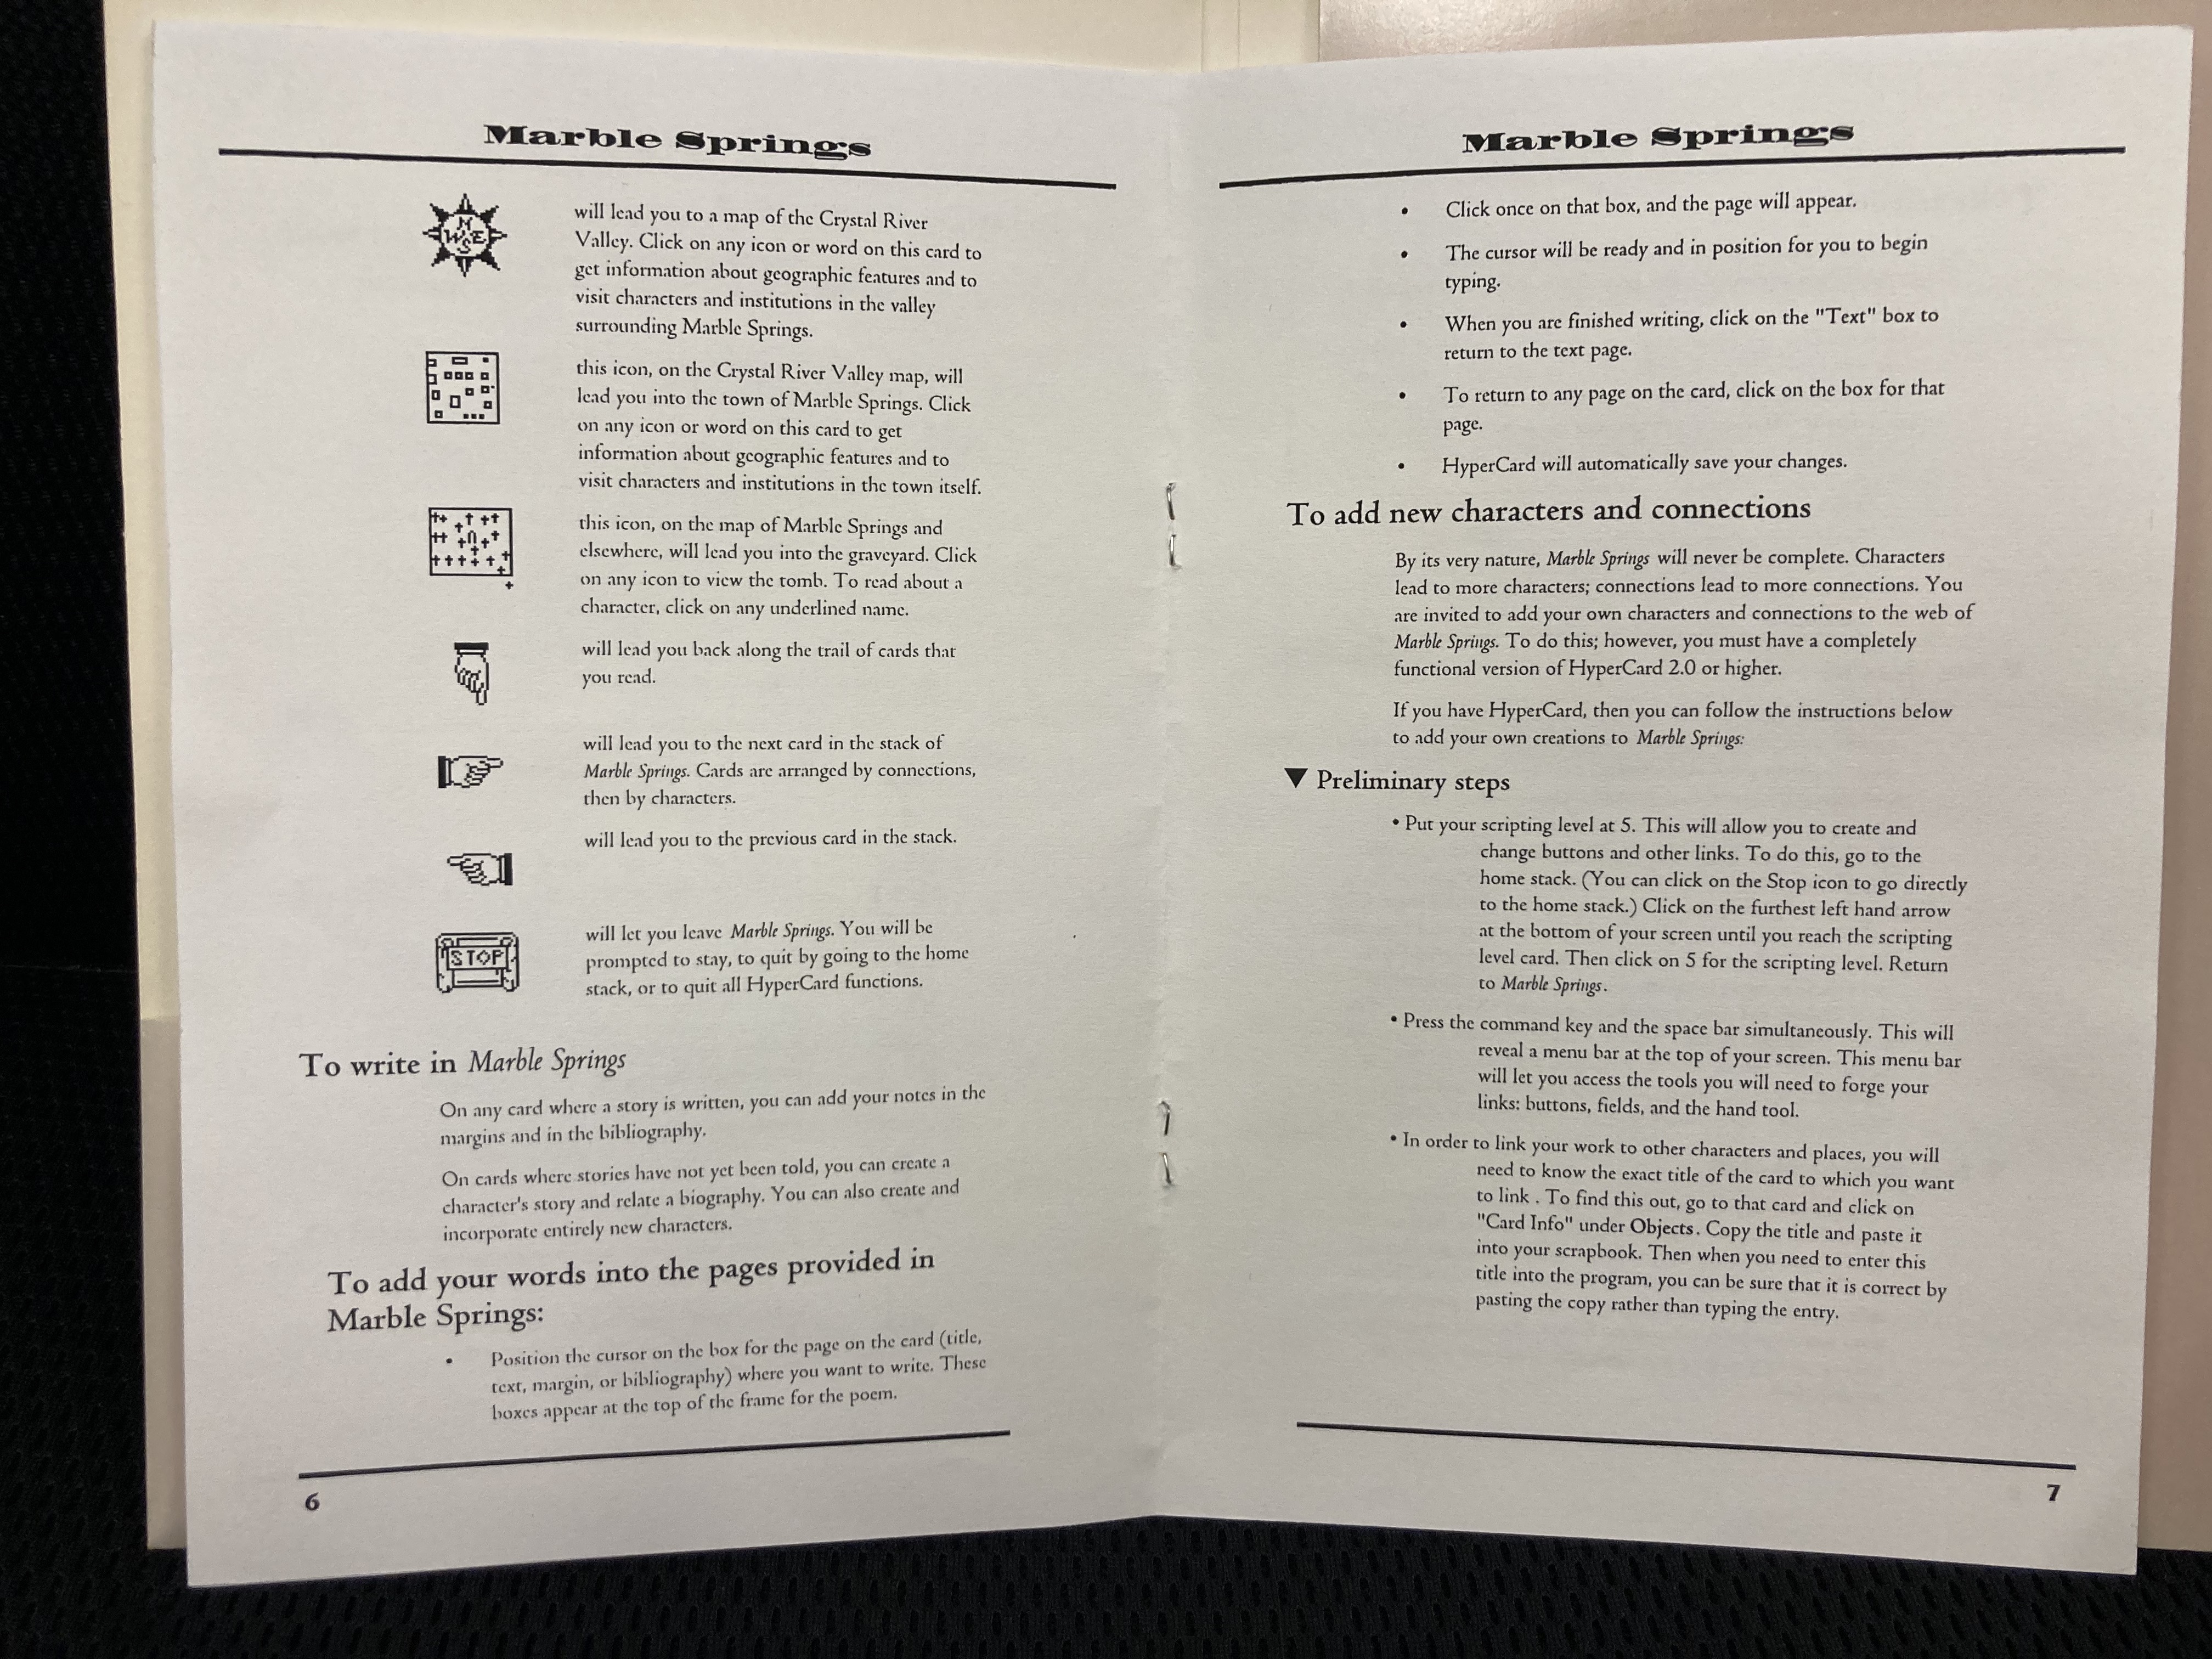 Marble Springs
N
W E
S
will lead you to a map of the Crystal River
Valley. Click on any icon or word on this card to
get information about geographic features and to
visit characters and institutions in the valley
surrounding Marble Springs.
this icon, on the Crystal River Valley map, will
lead you into the town of Marble Springs. Click
on any icon or word on this card to get
information about geographic features and to
visit characters and institutions in the town itself.
this icon, on the map of Marble Springs and
elsewhere, will lead you into the graveyard. Click
on any icon to view the tomb. To read about a
character, click on any underlined name.
will lead you back along the trail of cards that
you read.
will lead you to the next card in the stack of
Marble Springs. Cards are arranged by connections,
then by characters.
will lead you to the previous card in the stack.
STOP
will let you leave Marble Springs. You will be
prompted to stay, to quit by going to the home
stack, or to quit all HyperCard functions.
To write in Marble Springs
On any card where a story is written, you can add your notes in the
margins and in the bibliography.
On cards where stories have not yet been told, you can create a
character's story and relate a biography. You can also create and
incorporate entirely new characters.
To add your words into the pages provided in
Marble Springs:
• Position the cursor on the box for the page on the card (title,
text, margin, or bibliography) where you want to write. These
boxes appear at the top of the frame for the poem.
6
Marble Springs
• Click once on that box, and the page will appear.
• The cursor will be ready and in position for you to begin
typing.
• When you are finished writing, click on the "Text" box to
return to the text page.
• To return to any page on the card, click on the box for that
page.
• HyperCard will automatically save your changes.
To add new characters and connections
By its very nature, Marble Springs will never be complete. Characters
lead to more characters; connections lead to more connections. You
are invited to add your own characters and connections to the web of
Marble Springs. To do this; however, you must have a completely
functional version of HyperCard 2.0 or higher.
If you have HyperCard, then you can follow the instructions below
to add your own creations to Marble Springs:
▼ Preliminary steps
• Put your scripting level at 5. This will allow you to create and
change buttons and other links. To do this, go to the
home stack. (You can click on the Stop icon to go directly
to the home stack.) Click on the furthest left hand arrow
at the bottom of your screen until you reach the scripting
level card. Then click on 5 for the scripting level. Return
to Marble Springs.
• Press the command key and the space bar simultaneously. This will
reveal a menu bar at the top of your screen. This menu bar
will let you access the tools you will need to forge your
links: buttons, fields, and the hand tool.
• In order to link your work to other characters and places, you will
need to know the exact title of the card to which you want
to link . To find this out, go to that card and click on
"Card Info" under Objects. Copy the title and paste it
into your scrapbook. Then when you need to enter this
title into the program, you can be sure that it is correct by
pasting the copy rather than typing the entry.
7